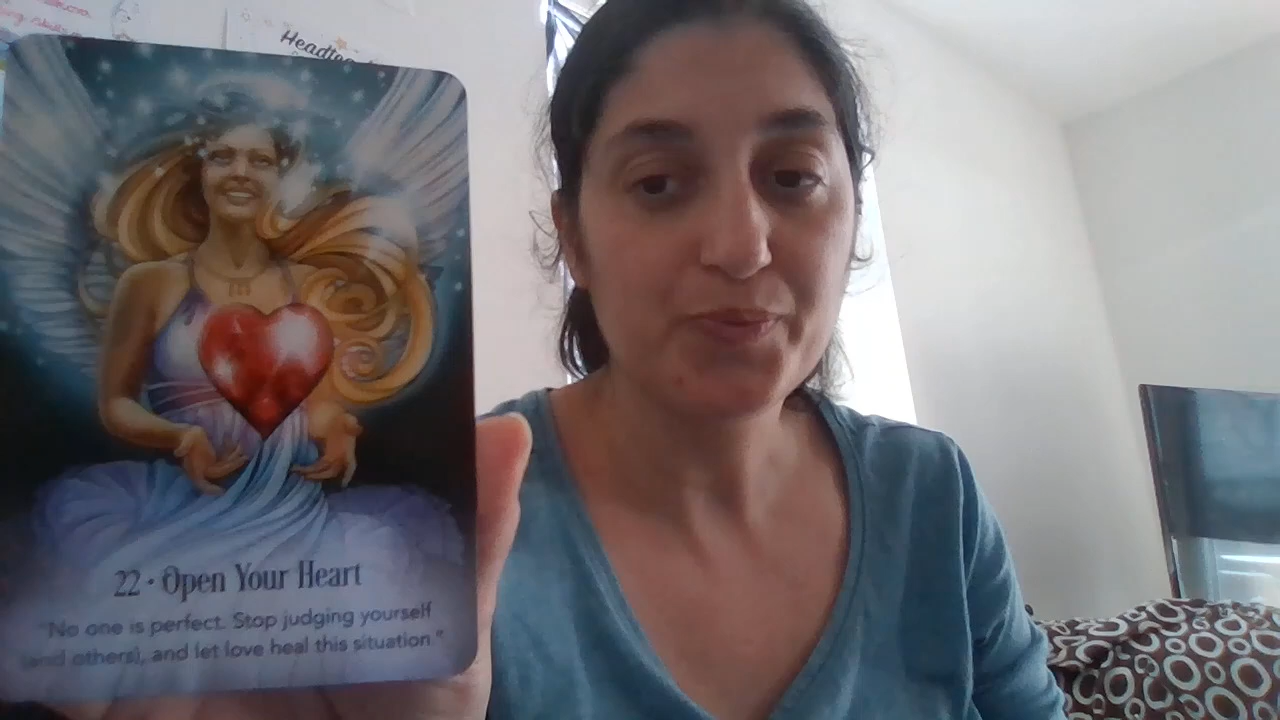 Headtea
22 · Open Your Heart
"No one is perfect. Stop judging yourself
(and others), and let love heal this situation."